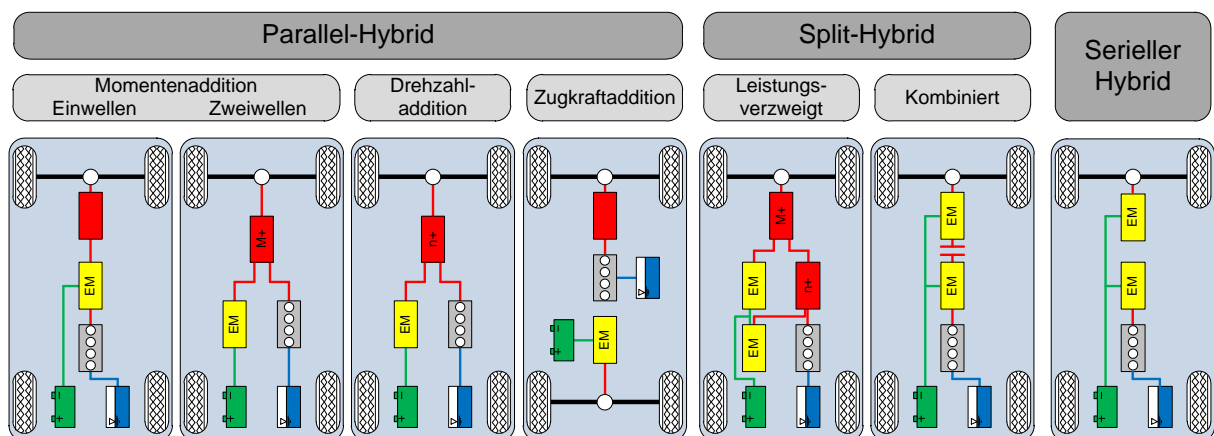 Parallel-Hybrid
Split-Hybrid
Serieller
Hybrid
Momentenaddition
Einwellen Zweiwellen
Drehzahl-
addition
Zugkraftaddition
Leistungs-
verzweigt
Kombiniert
EM
- +
M+
EM
- +
n+
EM
- +
- +
EM
M+
EM
n+
EM
- +
EM
EM
- +
EM
EM
- +